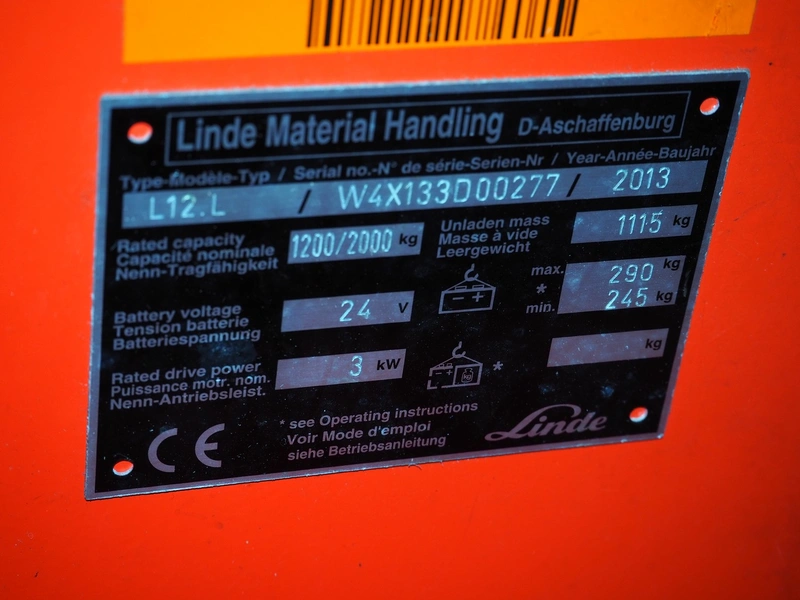 Linde Material Handling D-Aschaffenburg
Type-Modèle-Typ / Serial no.-N° de série-Serien-Nr / Year-Année-Baujahr
L12.L / W4X133D00277 / 2013
Rated capacity
Capacité nominale
Nenn-Tragfähigkeit
1200/2000 kg
Unladen mass
Masse à vide
Leergewicht
1115 kg
Battery voltage
Tension batterie
Batteriespannung
24 V
max. 290 kg
*
min. 245 kg
Rated drive power
Puissance motr. nom.
Nenn-Antriebsleist.
3 kW
kg
*
kg
CE
* see Operating instructions
Voir Mode d'emploi
siehe Betriebsanleitung
Linde